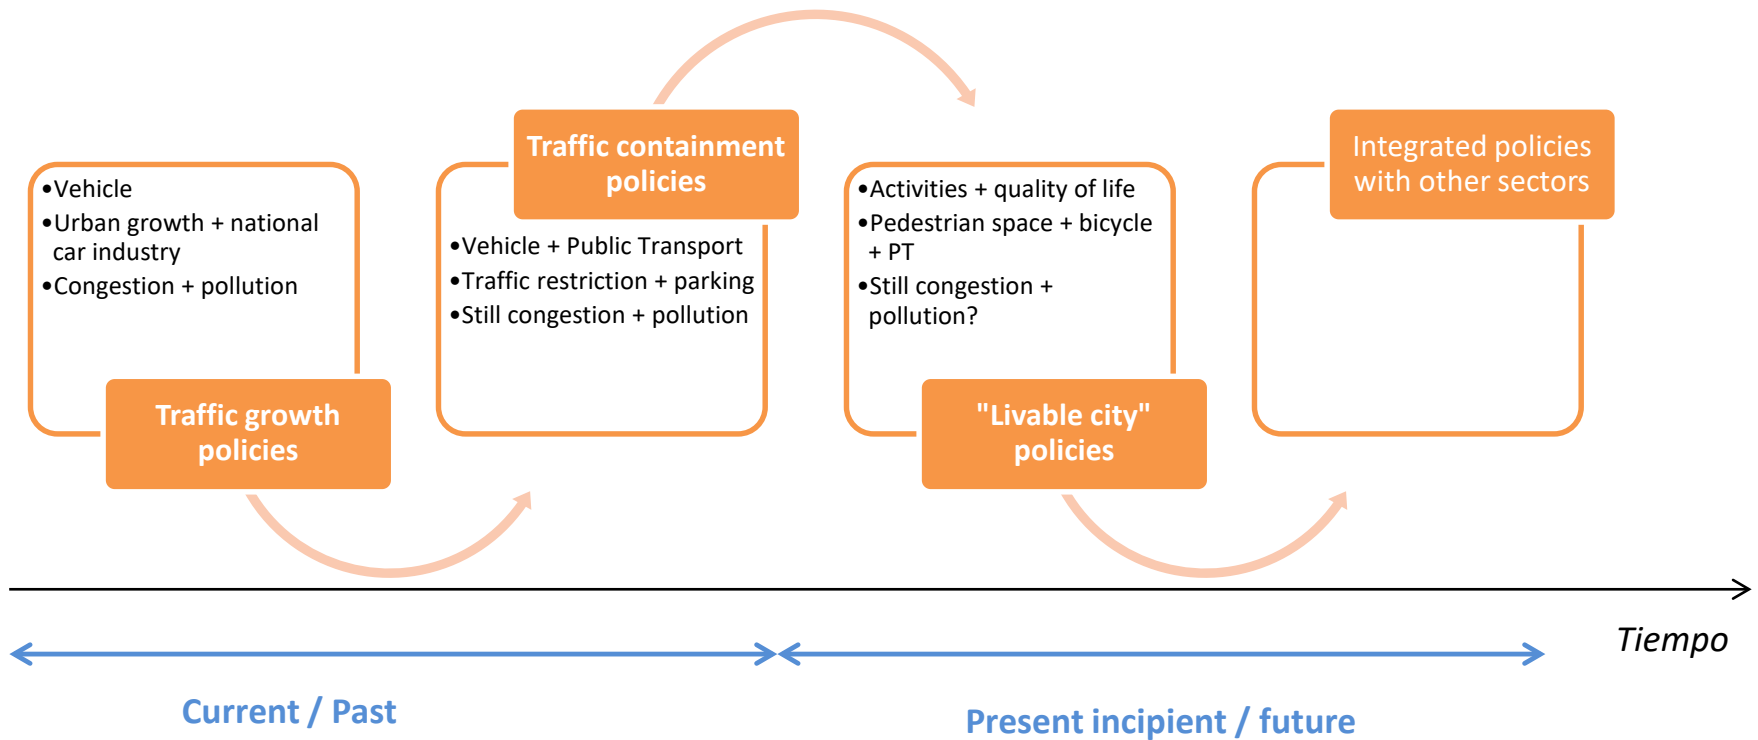 •Vehicle
•Urban growth + national
car industry
•Congestion + pollution
Traffic growth
policies
Traffic containment
policies
•Vehicle + Public Transport
•Traffic restriction + parking
•Still congestion + pollution
•Activities + quality of life
•Pedestrian space + bicycle
+ PT
•Still congestion +
pollution?
"Livable city"
policies
Integrated policies
with other sectors
Tiempo
Current / Past
Present incipient / future